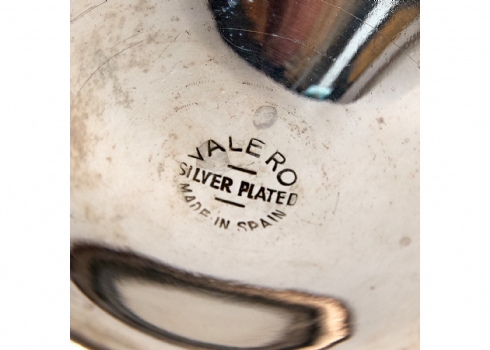 VALERO
SILVER PLATED
MADE IN SPAIN